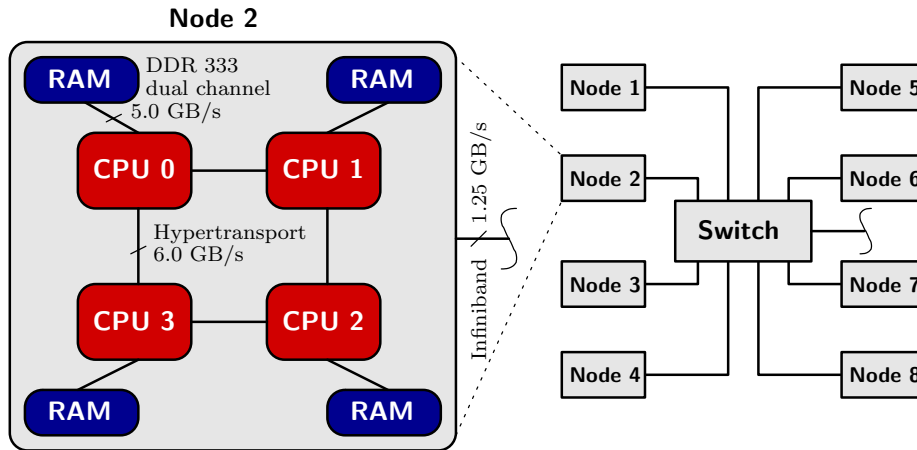 Node 2
RAM
DDR 333
dual channel
5.0 GB/s
RAM
CPU 0
CPU 1
Hypertransport
6.0 GB/s
CPU 3
CPU 2
RAM
RAM
Infiniband 1.25 GB/s
Node 1
Node 2
Node 3
Node 4
Switch
Node 5
Node 6
Node 7
Node 8